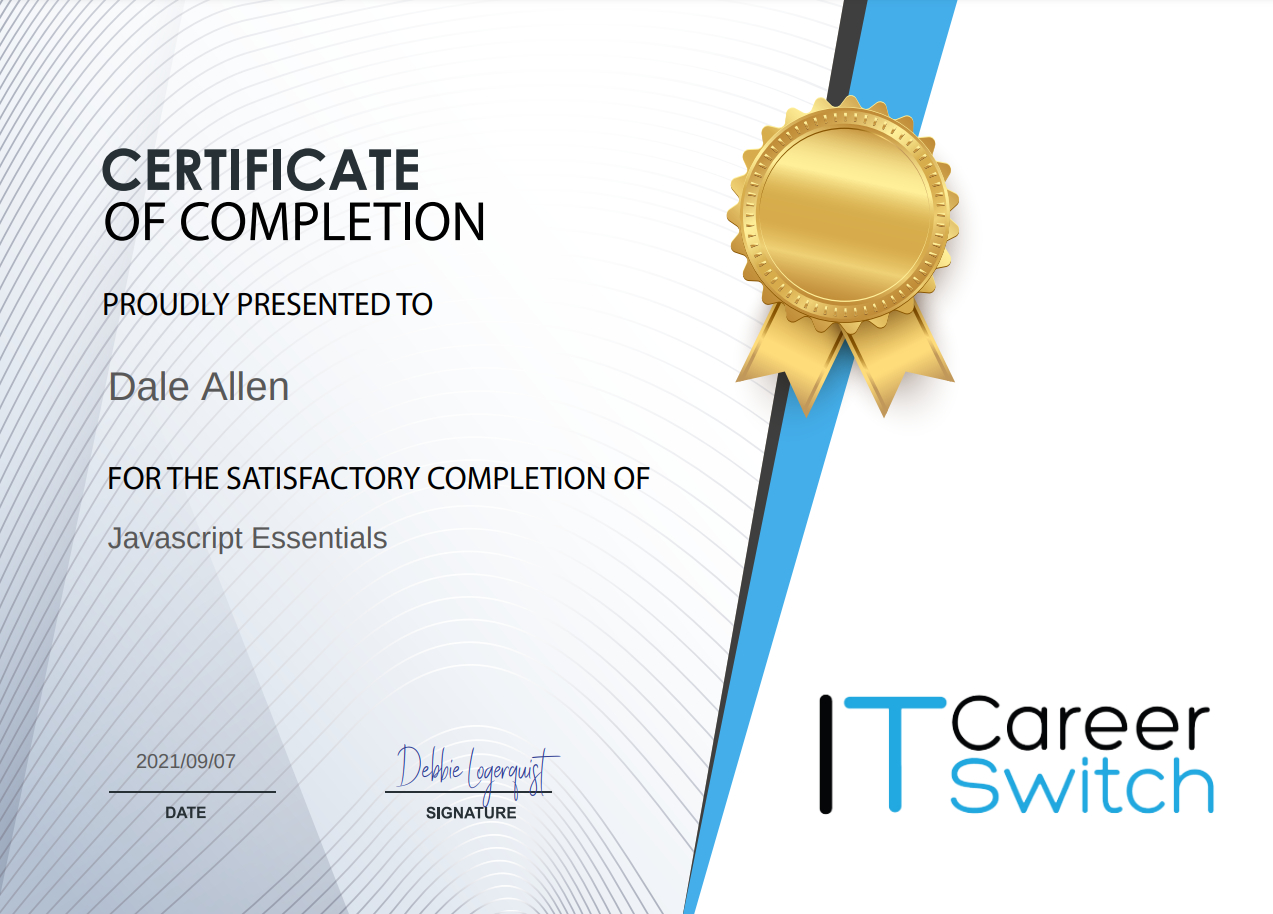 CERTIFICATE
OF COMPLETION
PROUDLY PRESENTED TO
Dale Allen
FOR THE SATISFACTORY COMPLETION OF
Javascript Essentials
2021/09/07
DATE
Debbie Logerquist
SIGNATURE
IT Career
Switch